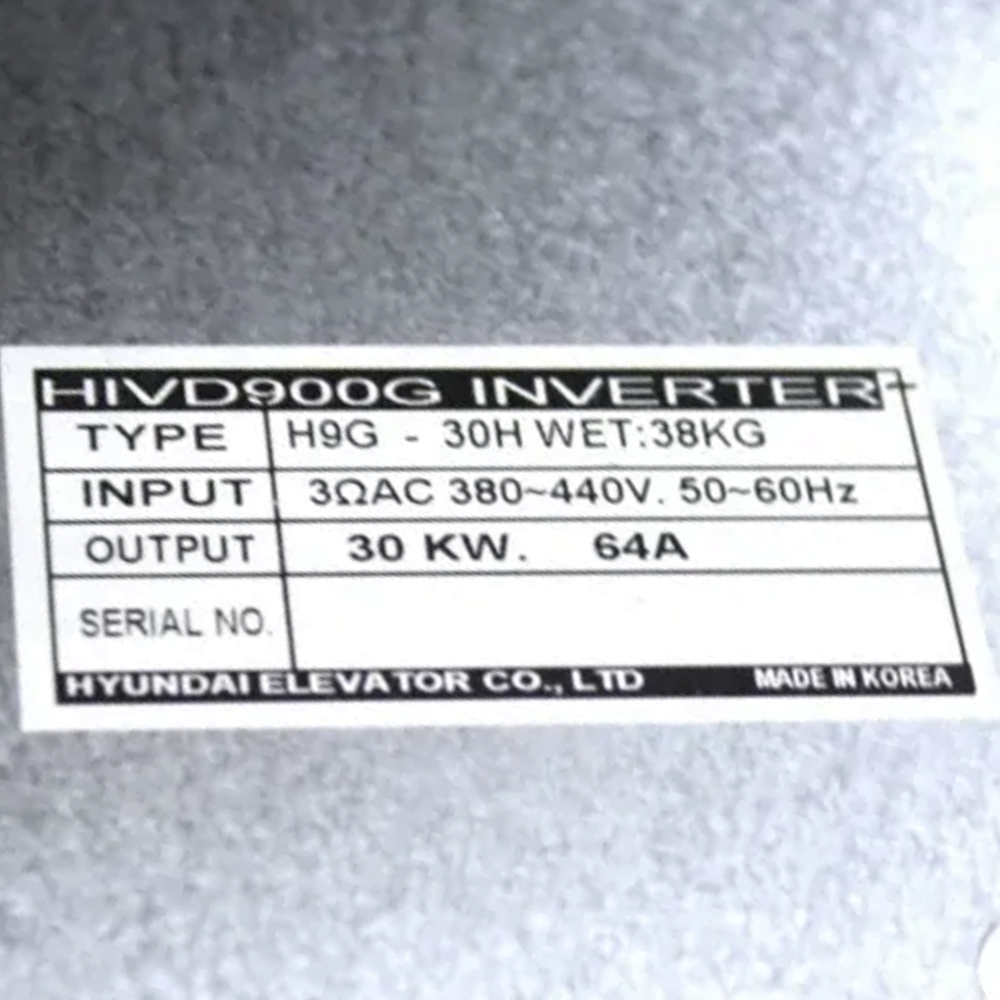 HIVD900G INVERTER
TYPE H9G - 30H WET:38KG
INPUT 3ΩAC 380~440V. 50~60Hz
OUTPUT 30 KW. 64A
SERIAL NO.
HYUNDAI ELEVATOR CO., LTD MADE IN KOREA